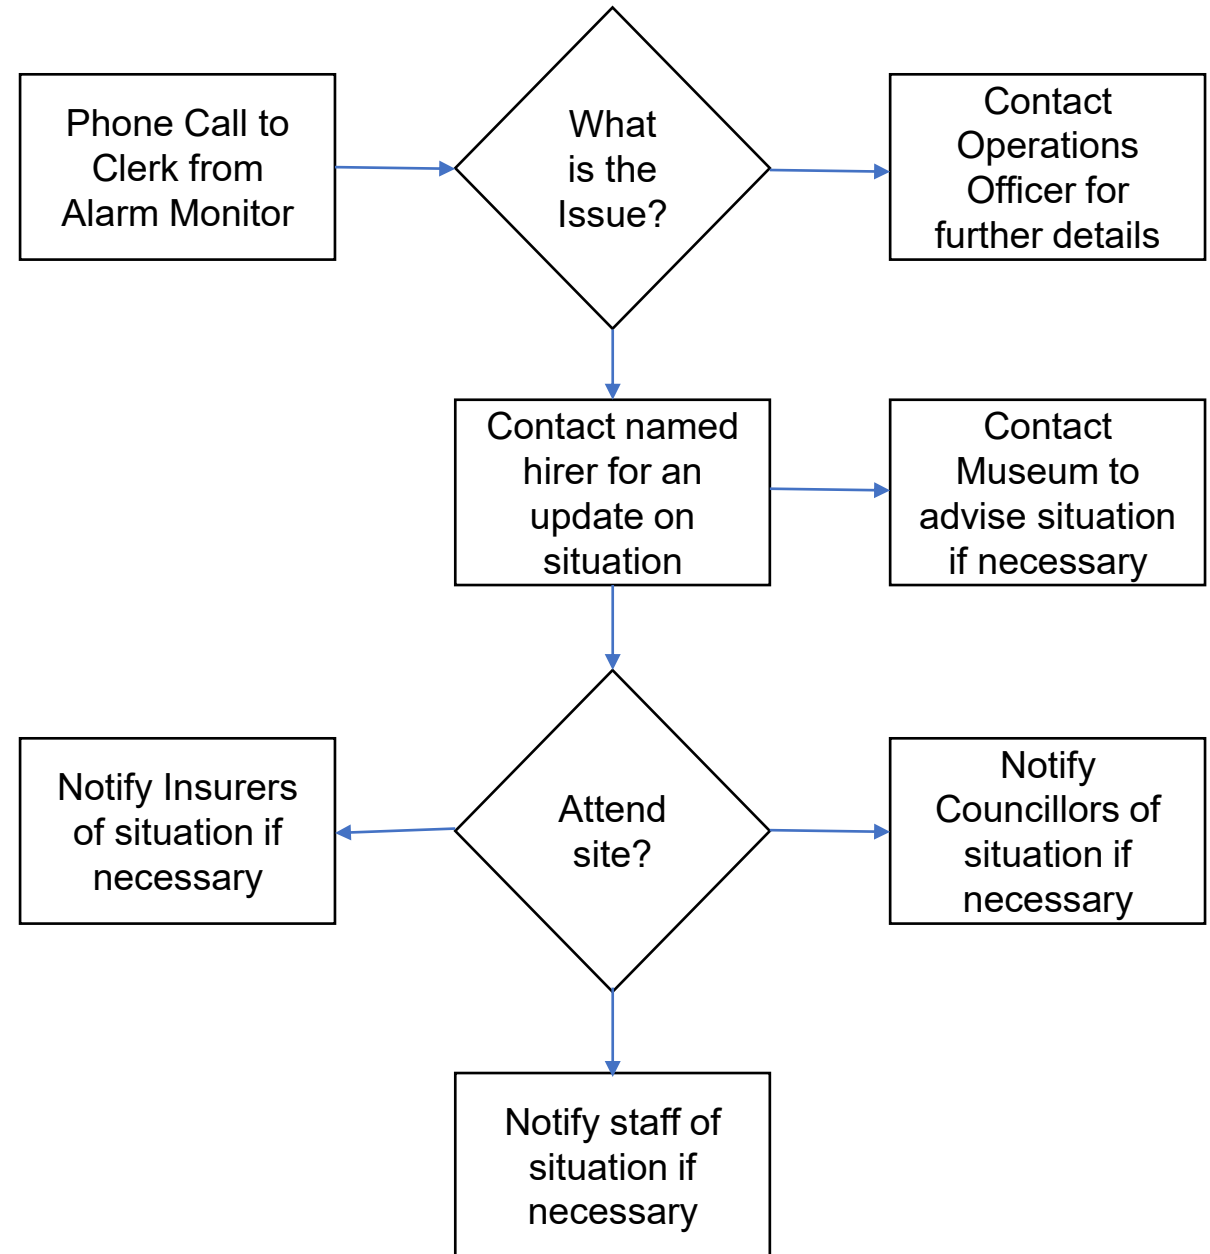 Phone Call to
Clerk from
Alarm Monitor
What
is the
Issue?
Contact
Operations
Officer for
further details
Contact named
hirer for an
update on
situation
Contact
Museum to
advise situation
if necessary
Notify Insurers
of situation if
necessary
Attend
site?
Notify
Councillors of
situation if
necessary
Notify staff of
situation if
necessary